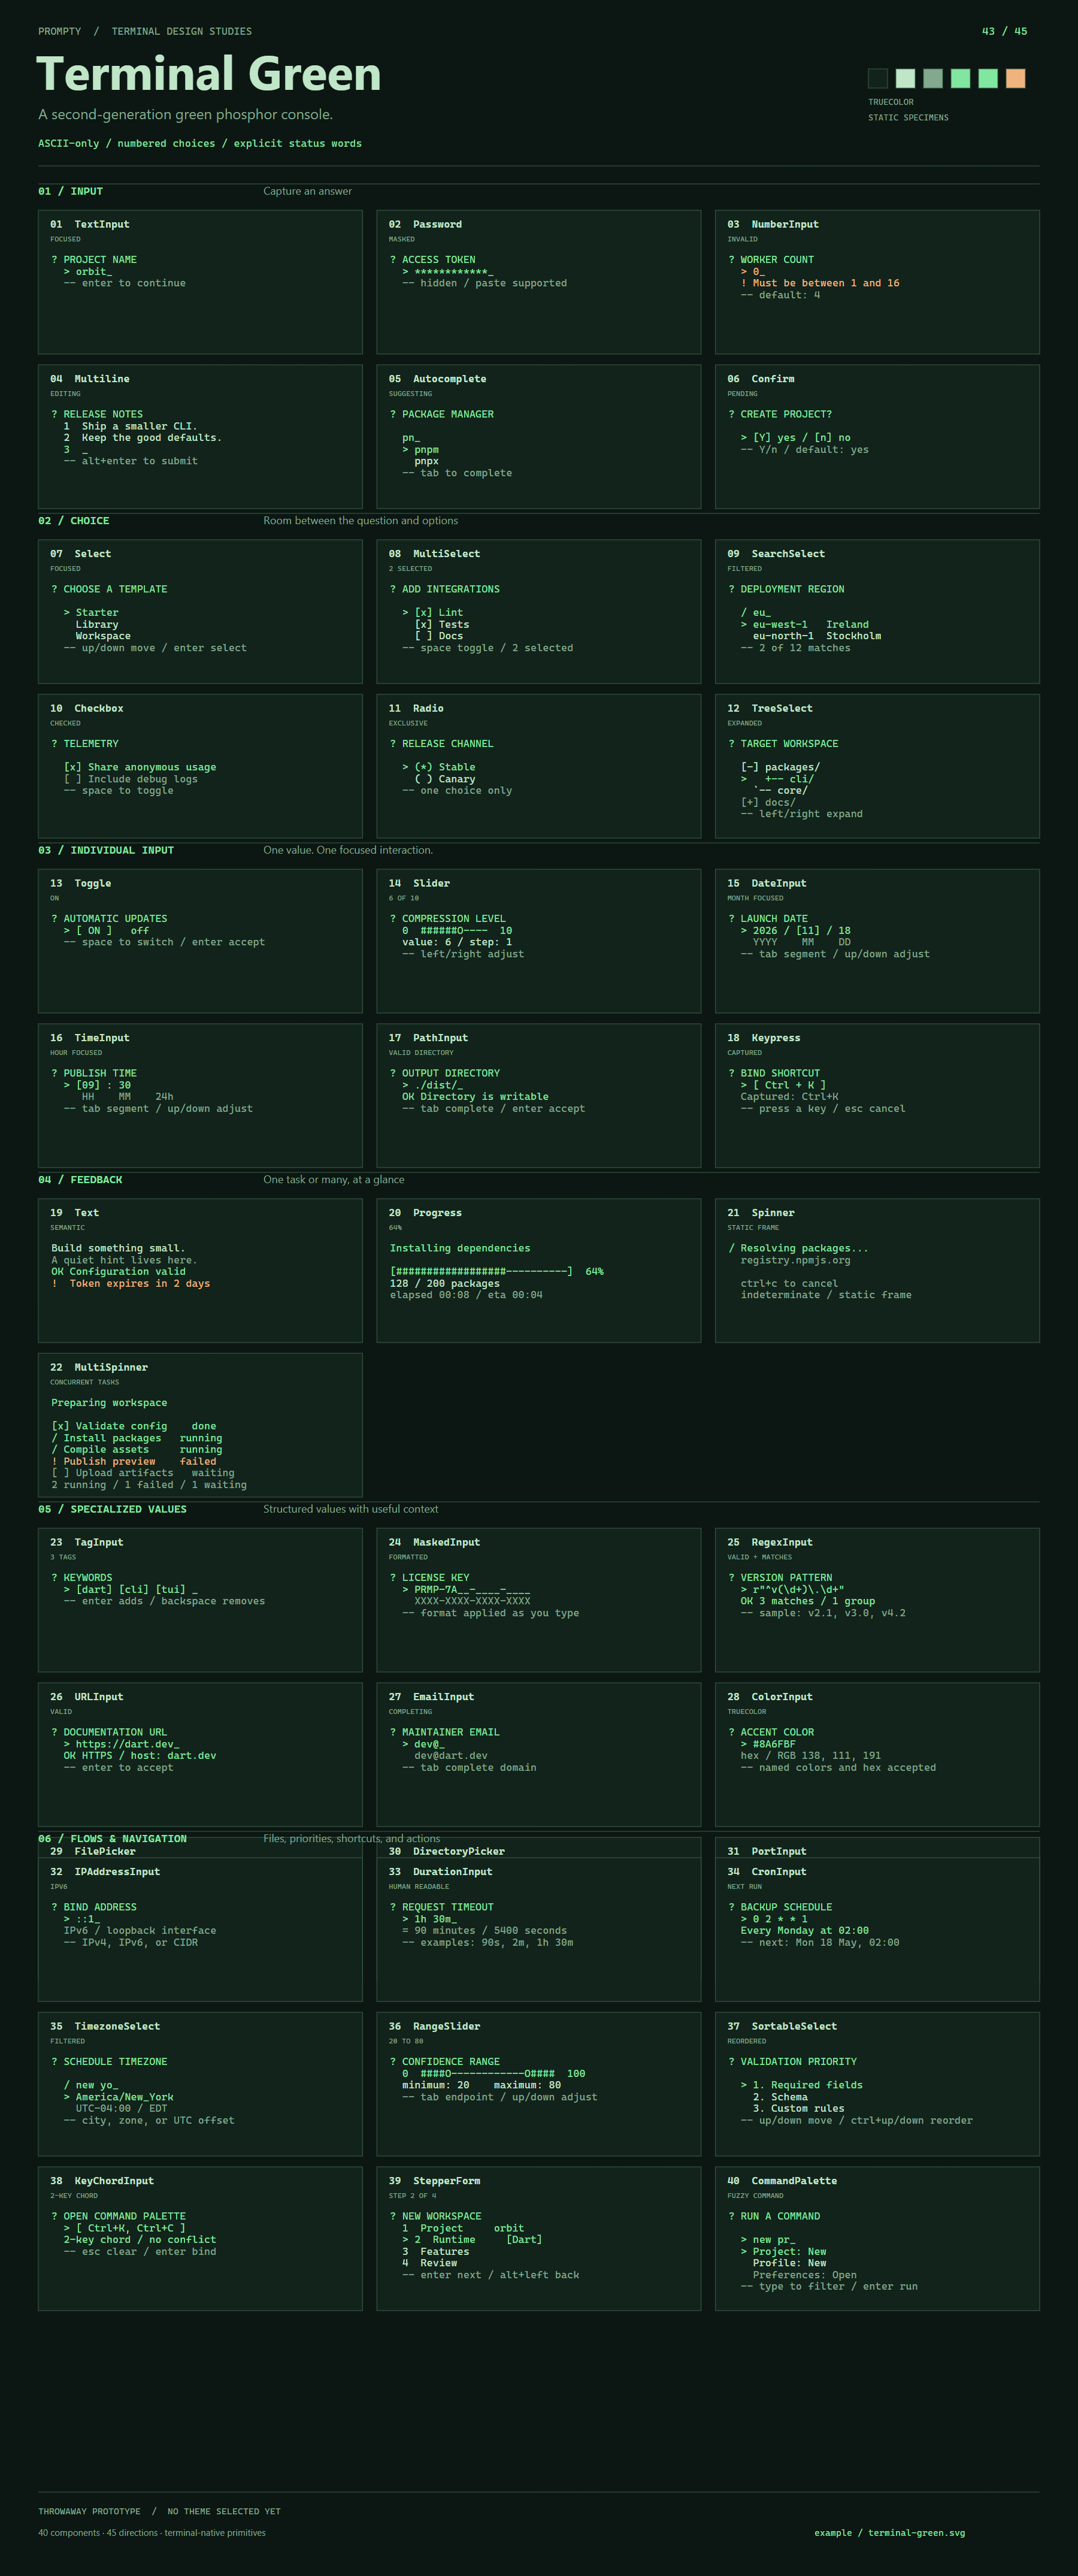 PROMPTY / TERMINAL DESIGN STUDIES
43 / 45
Terminal Green
A second-generation green phosphor console.
TRUECOLOR
STATIC SPECIMENS
ASCII-only / numbered choices / explicit status words
01 / INPUT
Capture an answer
01 TextInput
FOCUSED
? PROJECT NAME
> orbit_
-- enter to continue
02 Password
MASKED
? ACCESS TOKEN
> ************_
-- hidden / paste supported
03 NumberInput
INVALID
? WORKER COUNT
> 0_
! Must be between 1 and 16
-- default: 4
04 Multiline
EDITING
? RELEASE NOTES
1 Ship a smaller CLI.
2 Keep the good defaults.
3 _
-- alt+enter to submit
05 Autocomplete
SUGGESTING
? PACKAGE MANAGER
pn_
> pnpm
pnpx
-- tab to complete
06 Confirm
PENDING
? CREATE PROJECT?
> [Y] yes / [n] no
-- Y/n / default: yes
02 / CHOICE
Room between the question and options
07 Select
FOCUSED
? CHOOSE A TEMPLATE
> Starter
Library
Workspace
-- up/down move / enter select
08 MultiSelect
2 SELECTED
? ADD INTEGRATIONS
> [x] Lint
[x] Tests
[ ] Docs
-- space toggle / 2 selected
09 SearchSelect
FILTERED
? DEPLOYMENT REGION
/ eu_
> eu-west-1 Ireland
eu-north-1 Stockholm
-- 2 of 12 matches
10 Checkbox
CHECKED
? TELEMETRY
[x] Share anonymous usage
[ ] Include debug logs
-- space to toggle
11 Radio
EXCLUSIVE
? RELEASE CHANNEL
> (*) Stable
( ) Canary
-- one choice only
12 TreeSelect
EXPANDED
? TARGET WORKSPACE
[-] packages/
> +-- cli/
`-- core/
[+] docs/
-- left/right expand
03 / INDIVIDUAL INPUT
One value. One focused interaction.
13 Toggle
ON
? AUTOMATIC UPDATES
> [ ON ] off
-- space to switch / enter accept
14 Slider
6 OF 10
? COMPRESSION LEVEL
0 ######O---- 10
value: 6 / step: 1
-- left/right adjust
15 DateInput
MONTH FOCUSED
? LAUNCH DATE
> 2026 / [11] / 18
YYYY MM DD
-- tab segment / up/down adjust
16 TimeInput
HOUR FOCUSED
? PUBLISH TIME
> [09] : 30
HH MM 24h
-- tab segment / up/down adjust
17 PathInput
VALID DIRECTORY
? OUTPUT DIRECTORY
> ./dist/_
OK Directory is writable
-- tab complete / enter accept
18 Keypress
CAPTURED
? BIND SHORTCUT
> [ Ctrl + K ]
Captured: Ctrl+K
-- press a key / esc cancel
04 / FEEDBACK
One task or many, at a glance
19 Text
SEMANTIC
Build something small.
A quiet hint lives here.
OK Configuration valid
! Token expires in 2 days
20 Progress
64%
Installing dependencies
[##################----------] 64%
128 / 200 packages
elapsed 00:08 / eta 00:04
21 Spinner
STATIC FRAME
/ Resolving packages...
registry.npmjs.org
ctrl+c to cancel
indeterminate / static frame
22 MultiSpinner
CONCURRENT TASKS
Preparing workspace
[x] Validate config done
/ Install packages running
/ Compile assets running
! Publish preview failed
[ ] Upload artifacts waiting
2 running / 1 failed / 1 waiting
05 / SPECIALIZED VALUES
Structured values with useful context
23 TagInput
3 TAGS
? KEYWORDS
> [dart] [cli] [tui] _
-- enter adds / backspace removes
24 MaskedInput
FORMATTED
? LICENSE KEY
> PRMP-7A__-____-____
XXXX-XXXX-XXXX-XXXX
-- format applied as you type
25 RegexInput
VALID + MATCHES
? VERSION PATTERN
> r"^v(\d+)\.\d+"
OK 3 matches / 1 group
-- sample: v2.1, v3.0, v4.2
26 URLInput
VALID
? DOCUMENTATION URL
> https://dart.dev_
OK HTTPS / host: dart.dev
-- enter to accept
27 EmailInput
COMPLETING
? MAINTAINER EMAIL
> dev@_
dev@dart.dev
-- tab complete domain
28 ColorInput
TRUECOLOR
? ACCENT COLOR
> #8A6FBF
hex / RGB 138, 111, 191
-- named colors and hex accepted
06 / FLOWS & NAVIGATION
Files, priorities, shortcuts, and actions
29 FilePicker
30 DirectoryPicker
31 PortInput
32 IPAddressInput
IPV6
? BIND ADDRESS
> ::1_
IPv6 / loopback interface
-- IPv4, IPv6, or CIDR
33 DurationInput
HUMAN READABLE
? REQUEST TIMEOUT
> 1h 30m_
= 90 minutes / 5400 seconds
-- examples: 90s, 2m, 1h 30m
34 CronInput
NEXT RUN
? BACKUP SCHEDULE
> 0 2 * * 1
Every Monday at 02:00
-- next: Mon 18 May, 02:00
35 TimezoneSelect
FILTERED
? SCHEDULE TIMEZONE
/ new yo_
> America/New_York
UTC-04:00 / EDT
-- city, zone, or UTC offset
36 RangeSlider
20 TO 80
? CONFIDENCE RANGE
0 ####O------------O#### 100
minimum: 20 maximum: 80
-- tab endpoint / up/down adjust
37 SortableSelect
REORDERED
? VALIDATION PRIORITY
> 1. Required fields
2. Schema
3. Custom rules
-- up/down move / ctrl+up/down reorder
38 KeyChordInput
2-KEY CHORD
? OPEN COMMAND PALETTE
> [ Ctrl+K, Ctrl+C ]
2-key chord / no conflict
-- esc clear / enter bind
39 StepperForm
STEP 2 OF 4
? NEW WORKSPACE
1 Project orbit
> 2 Runtime [Dart]
3 Features
4 Review
-- enter next / alt+left back
40 CommandPalette
FUZZY COMMAND
? RUN A COMMAND
> new pr_
> Project: New
Profile: New
Preferences: Open
-- type to filter / enter run
THROWAWAY PROTOTYPE / NO THEME SELECTED YET
40 components · 45 directions · terminal-native primitives
example / terminal-green.svg